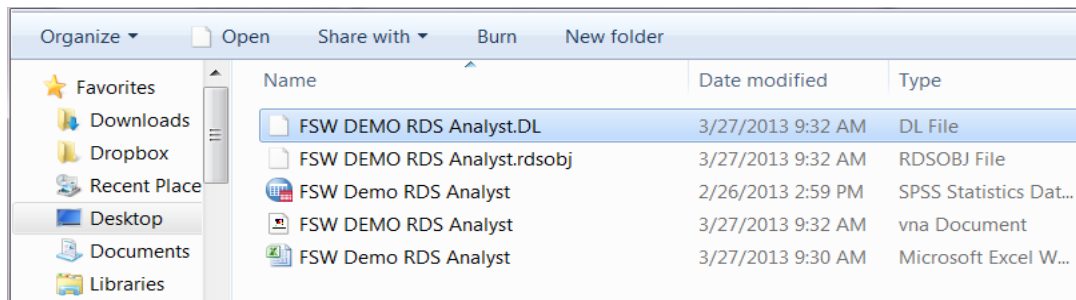 Organize Open Share with Burn New folder
Favorites
Downloads
Dropbox
Recent Place
Desktop
Documents
Libraries
Name Date modified Type
FSW DEMO RDS Analyst.DL 3/27/2013 9:32 AM DL File
FSW DEMO RDS Analyst.rdsobj 3/27/2013 9:32 AM RDSOBJ File
FSW Demo RDS Analyst 2/26/2013 2:59 PM SPSS Statistics Dat...
FSW DEMO RDS Analyst 3/27/2013 9:32 AM vna Document
FSW Demo RDS Analyst 3/27/2013 9:30 AM Microsoft Excel W...